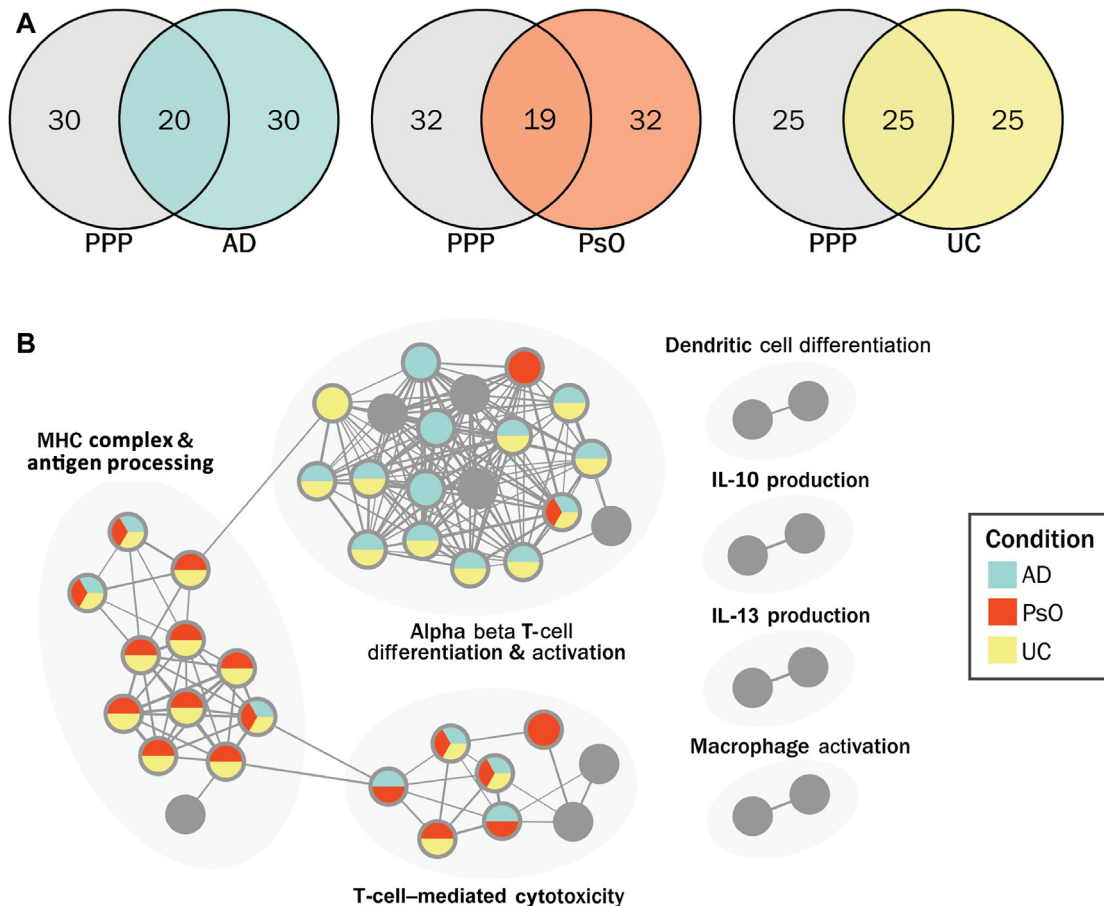 A
30 20 30
PPP AD
32 19 32
PPP PsO
25 25 25
PPP UC
B
MHC complex &
antigen processing
Alpha beta T-cell
differentiation & activation
T-cell–mediated cytotoxicity
Dendritic cell differentiation
IL-10 production
IL-13 production
Macrophage activation
Condition
AD
PsO
UC